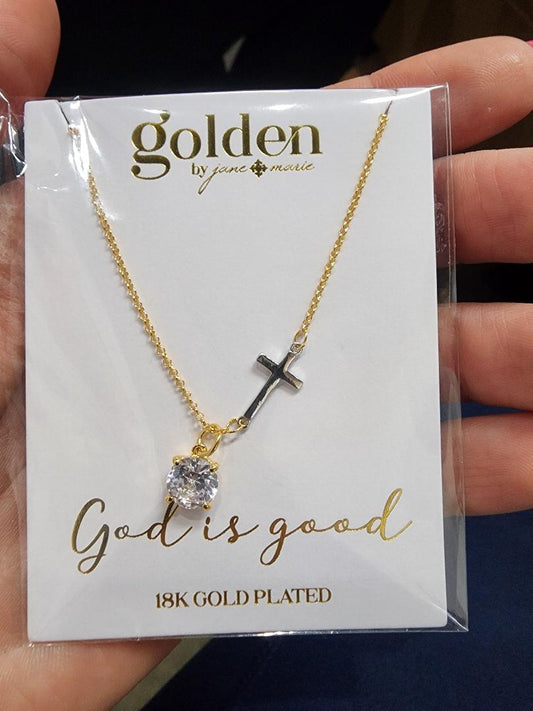 golden
by jane marie
God is good
18K GOLD PLATED